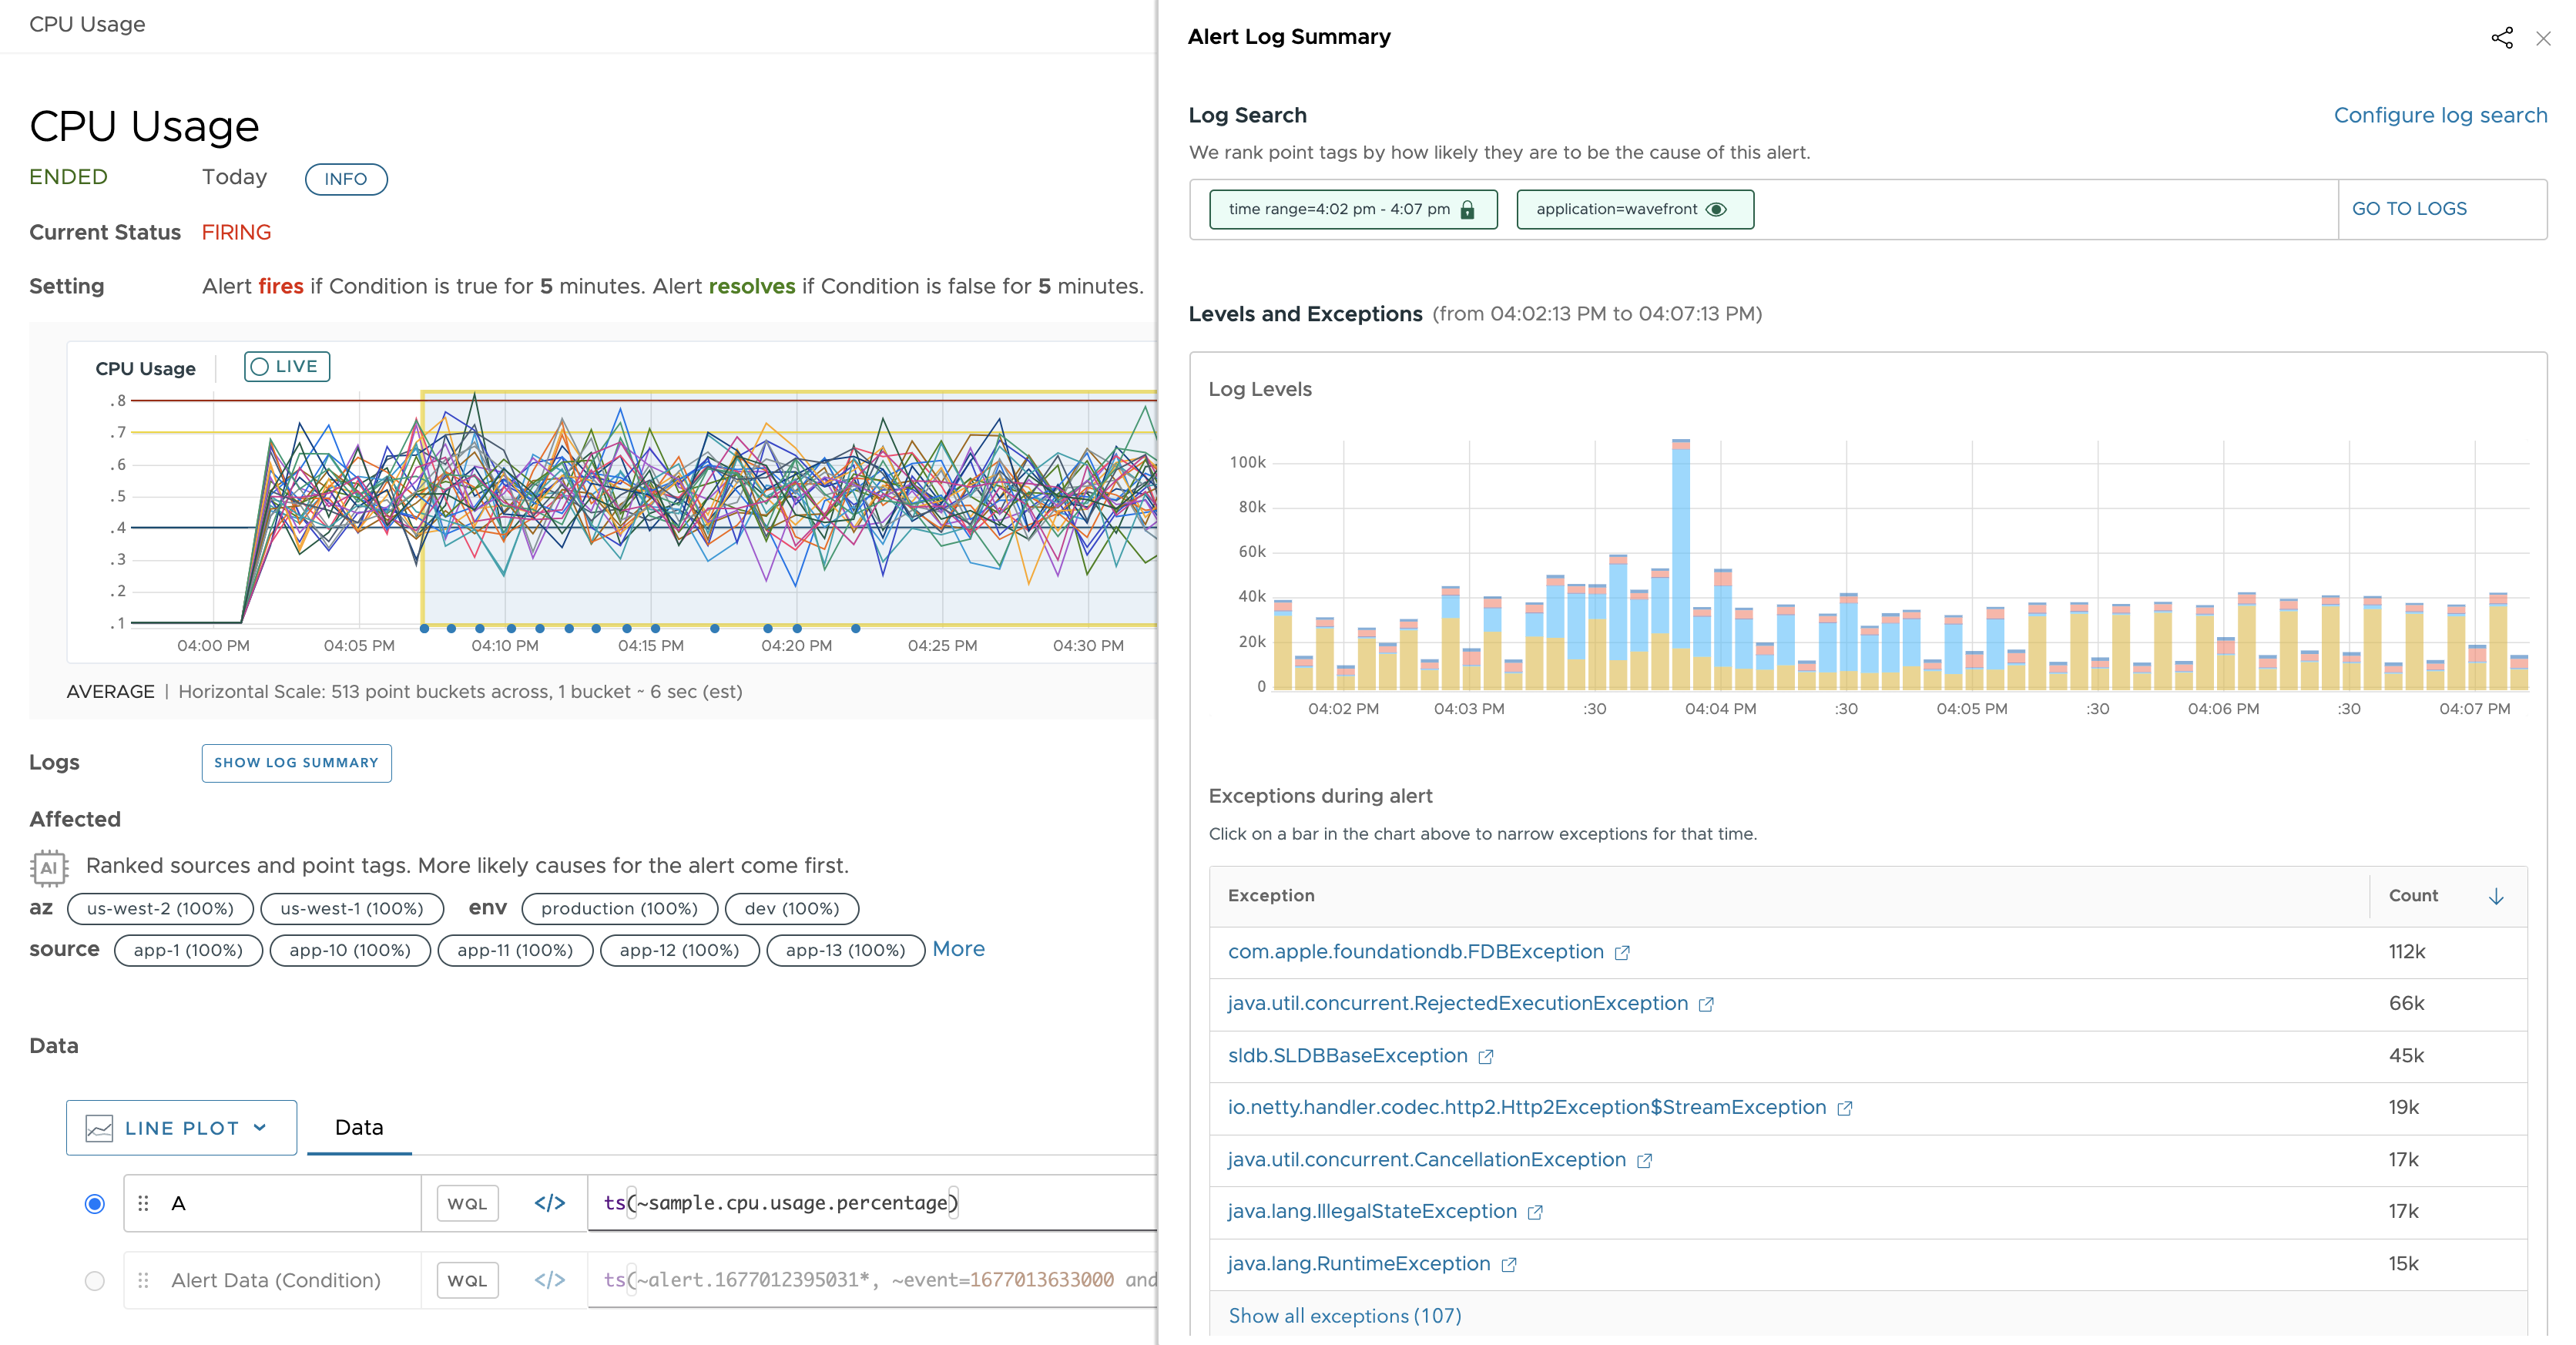 CPU Usage
CPU Usage
ENDED Today INFO
Current Status FIRING
Setting Alert fires if Condition is true for 5 minutes. Alert resolves if Condition is false for 5 minutes.
CPU Usage LIVE
.8
.7
.6
.5
.4
.3
.2
.1
04:00 PM 04:05 PM 04:10 PM 04:15 PM 04:20 PM 04:25 PM 04:30 PM
AVERAGE | Horizontal Scale: 513 point buckets across, 1 bucket ~ 6 sec (est)
Logs SHOW LOG SUMMARY
Affected
AI Ranked sources and point tags. More likely causes for the alert come first.
az us-west-2 (100%) us-west-1 (100%) env production (100%) dev (100%)
source app-1 (100%) app-10 (100%) app-11 (100%) app-12 (100%) app-13 (100%) More
Data
LINE PLOT Data
A WQL </> ts(~sample.cpu.usage.percentage)
Alert Data (Condition) WQL </> ts(~alert.1677012395031*, ~event=1677013633000 and
Alert Log Summary
Log Search Configure log search
We rank point tags by how likely they are to be the cause of this alert.
time range=4:02 pm - 4:07 pm application=wavefront GO TO LOGS
Levels and Exceptions (from 04:02:13 PM to 04:07:13 PM)
Log Levels
100k
80k
60k
40k
20k
0
04:02 PM 04:03 PM :30 04:04 PM :30 04:05 PM :30 04:06 PM :30 04:07 PM
Exceptions during alert
Click on a bar in the chart above to narrow exceptions for that time.
Exception Count
com.apple.foundationdb.FDBException 112k
java.util.concurrent.RejectedExecutionException 66k
sldb.SLDBBaseException 45k
io.netty.handler.codec.http2.Http2Exception$StreamException 19k
java.util.concurrent.CancellationException 17k
java.lang.IllegalStateException 17k
java.lang.RuntimeException 15k
Show all exceptions (107)